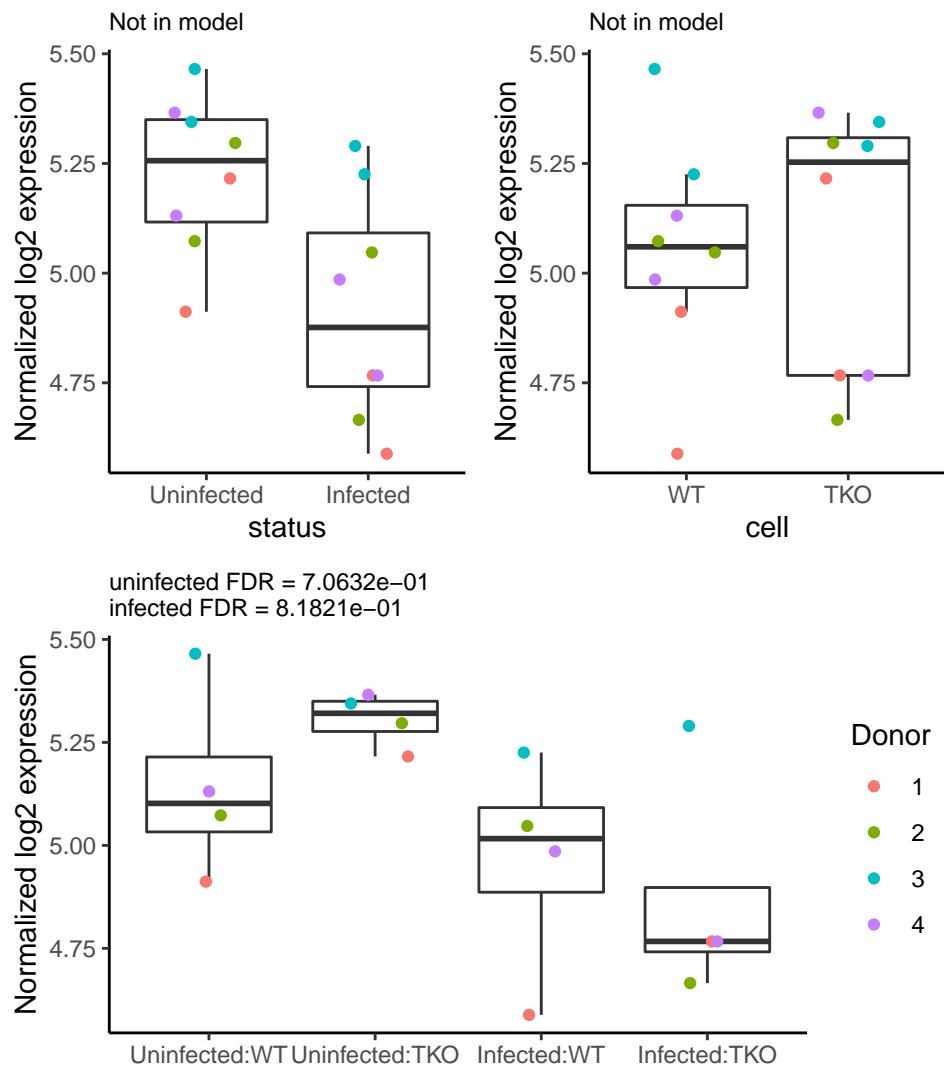 Not in model
Normalized log2 expression
5.50
5.25
5.00
4.75
Uninfected Infected
status
Not in model
Normalized log2 expression
5.50
5.25
5.00
4.75
WT TKO
cell
uninfected FDR = 7.0632e−01
infected FDR = 8.1821e−01
Normalized log2 expression
5.50
5.25
5.00
4.75
Uninfected:WT Uninfected:TKO Infected:WT Infected:TKO
Donor
1
2
3
4